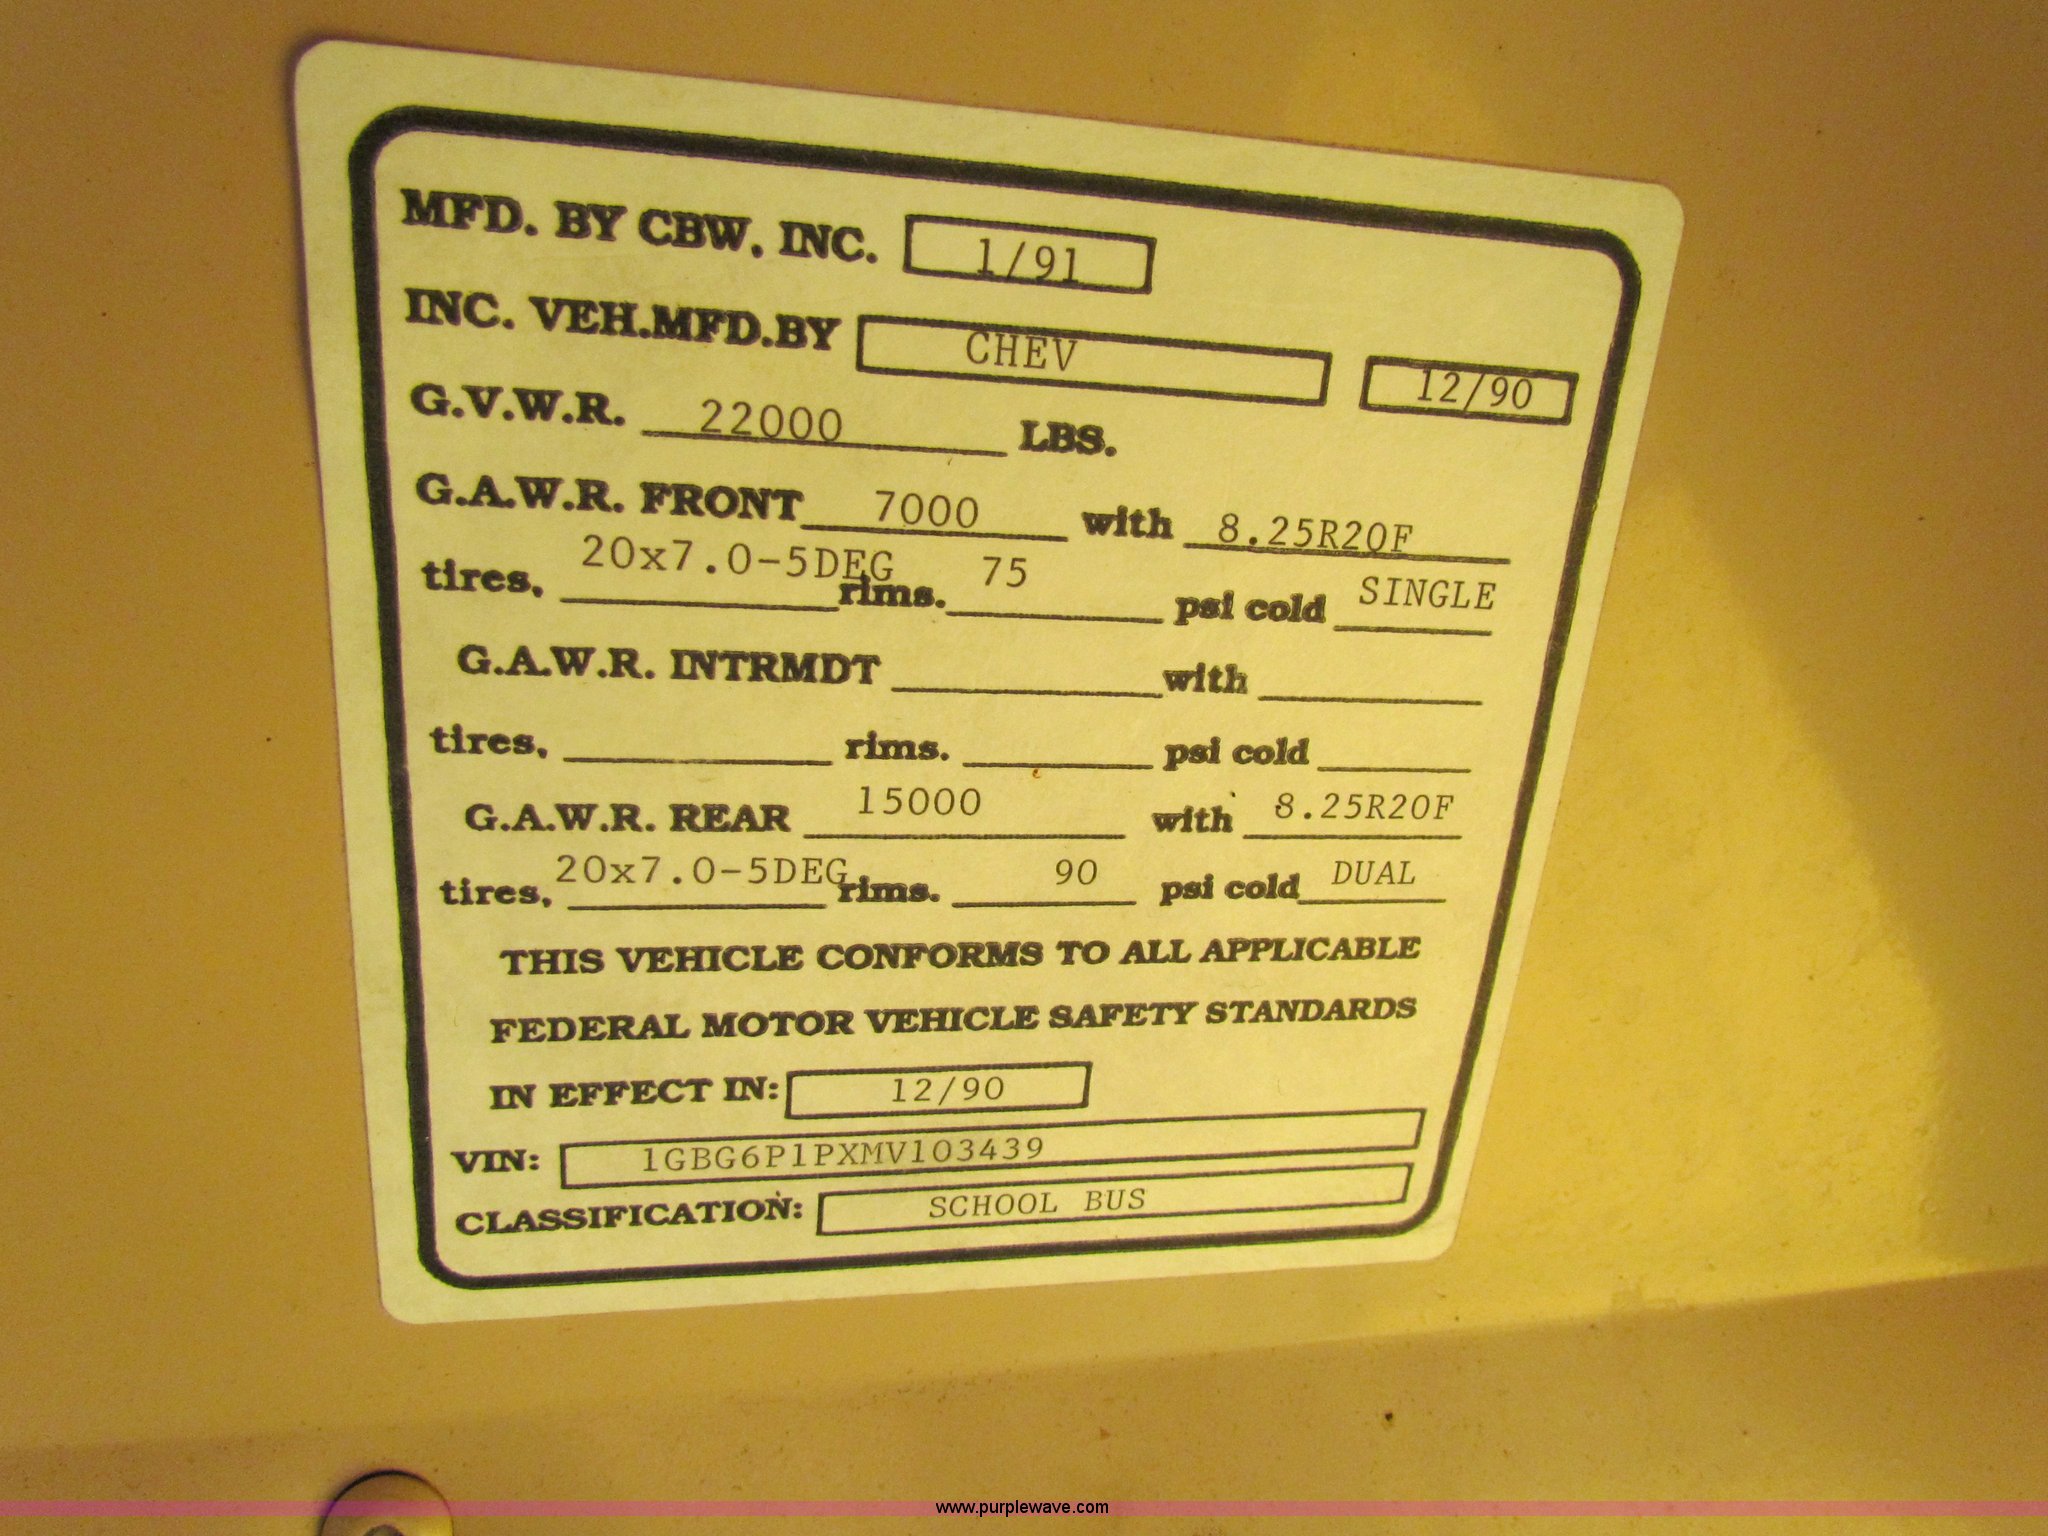 MFD. BY CBW. INC. 1/91
INC. VEH.MFD.BY CHEV 12/90
G.V.W.R. 22000 LBS.
G.A.W.R. FRONT 7000 with 8.25R20F
tires, 20x7.0-5DEG rims. 75 psi cold SINGLE
G.A.W.R. INTRMDT with
tires, rims. psi cold
G.A.W.R. REAR 15000 with 8.25R20F
tires, 20x7.0-5DEG rims. 90 psi cold DUAL
THIS VEHICLE CONFORMS TO ALL APPLICABLE
FEDERAL MOTOR VEHICLE SAFETY STANDARDS
IN EFFECT IN: 12/90
VIN: 1GBG6P1PXMV103439
CLASSIFICATION: SCHOOL BUS
www.purplewave.com